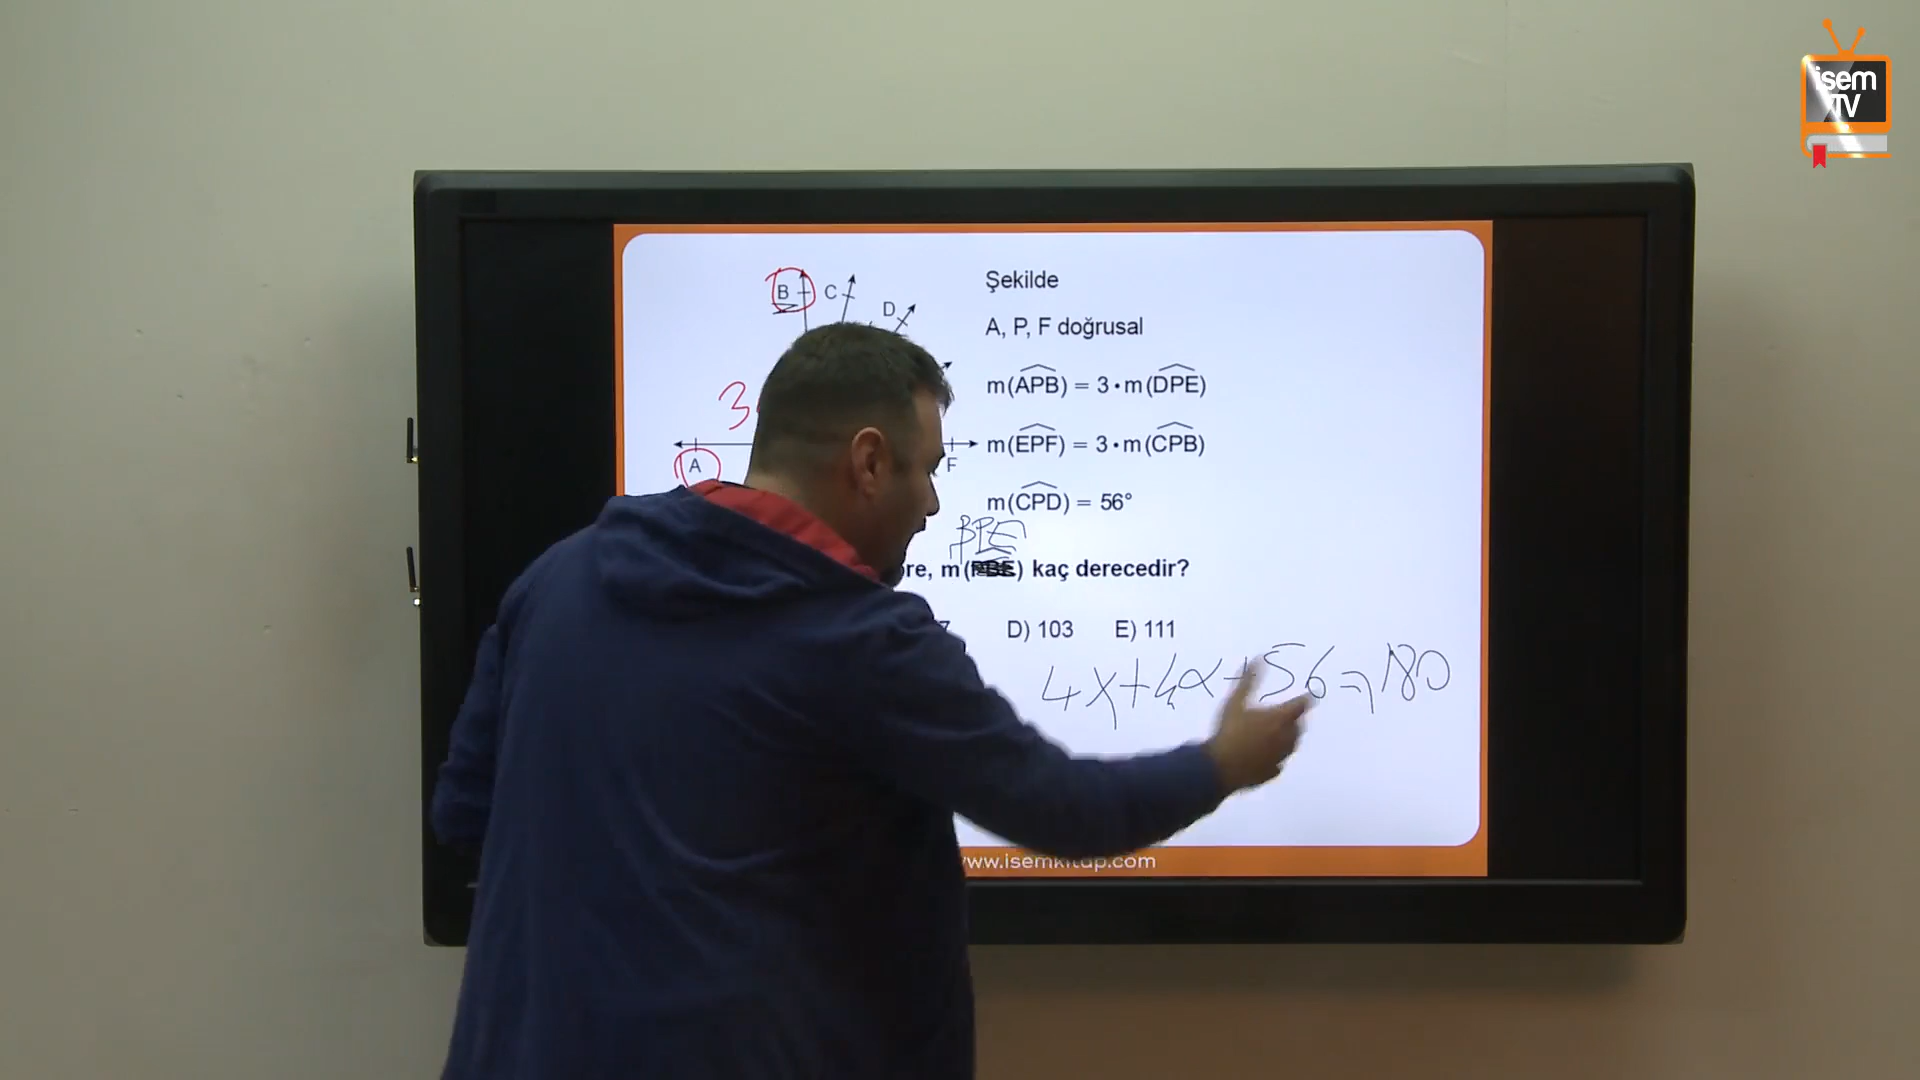 isem
TV
B C
D
Şekilde
A, P, F doğrusal
m(APB) = 3·m(DPE)
3
m(EPF) = 3·m(CPB)
A F
m(CPD) = 56°
BPE
m( ) kaç derecedir?
D) 103 E) 111
4x+4α+56=180
www.isemkitap.com